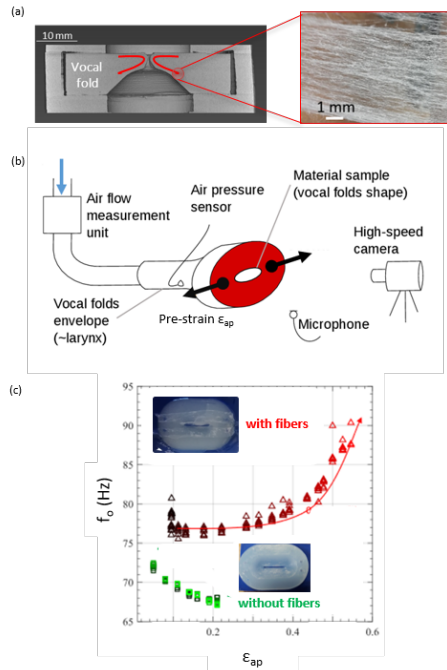 (a)
10 mm
Vocal
fold
1 mm
(b)
Air flow
measurement
unit
Air pressure
sensor
Material sample
(vocal folds shape)
High-speed
camera
Vocal folds
envelope
(~larynx)
Pre-strain εap
Microphone
(c)
95
90
85
80
75
70
65
fo (Hz)
with fibers
without fibers
0
0.2
0.4
0.6
εap